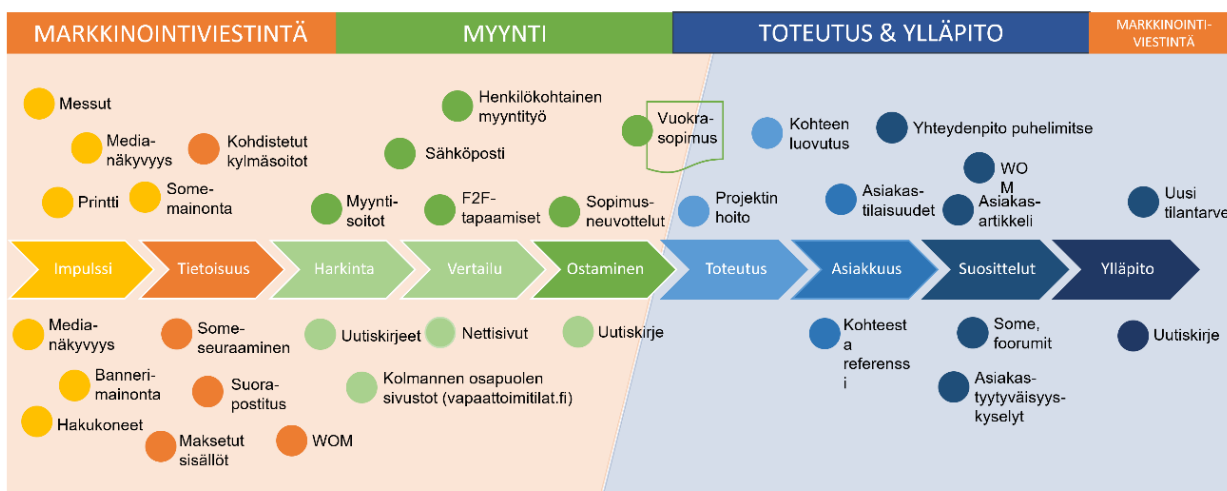 MARKKINOINTIVIESTINTÄ
MYYNTI
TOTEUTUS & YLLÄPITO
MARKKINOINTI-
VIESTINTÄ
Messut
Media-
näkyvyys
Kohdistetut
kylmäsoitot
Printti
Some-
mainonta
Henkilökohtainen
myyntityö
Sähköposti
Myynti-
soitot
F2F-
tapaamiset
Sopimus-
neuvottelut
Vuokra-
sopimus
Kohteen
luovutus
Projektin
hoito
Yhteydenpito puhelimitse
WO
M
Asiakas-
tilaisuudet
Asiakas-
artikkeli
Uusi
tilantarve
Impulssi
Tietoisuus
Harkinta
Vertailu
Ostaminen
Toteutus
Asiakkuus
Suosittelut
Ylläpito
Media-
näkyvyys
Banneri-
mainonta
Hakukoneet
Some-
seuraaminen
Suora-
postitus
Maksetut
sisällöt
WOM
Uutiskirjeet
Nettisivut
Uutiskirje
Kolmannen osapuolen
sivustot (vapaattoimitilat.fi)
Kohteest
a
referenss
i
Some,
foorumit
Asiakas-
tyytyväisyys-
kyselyt
Uutiskirje